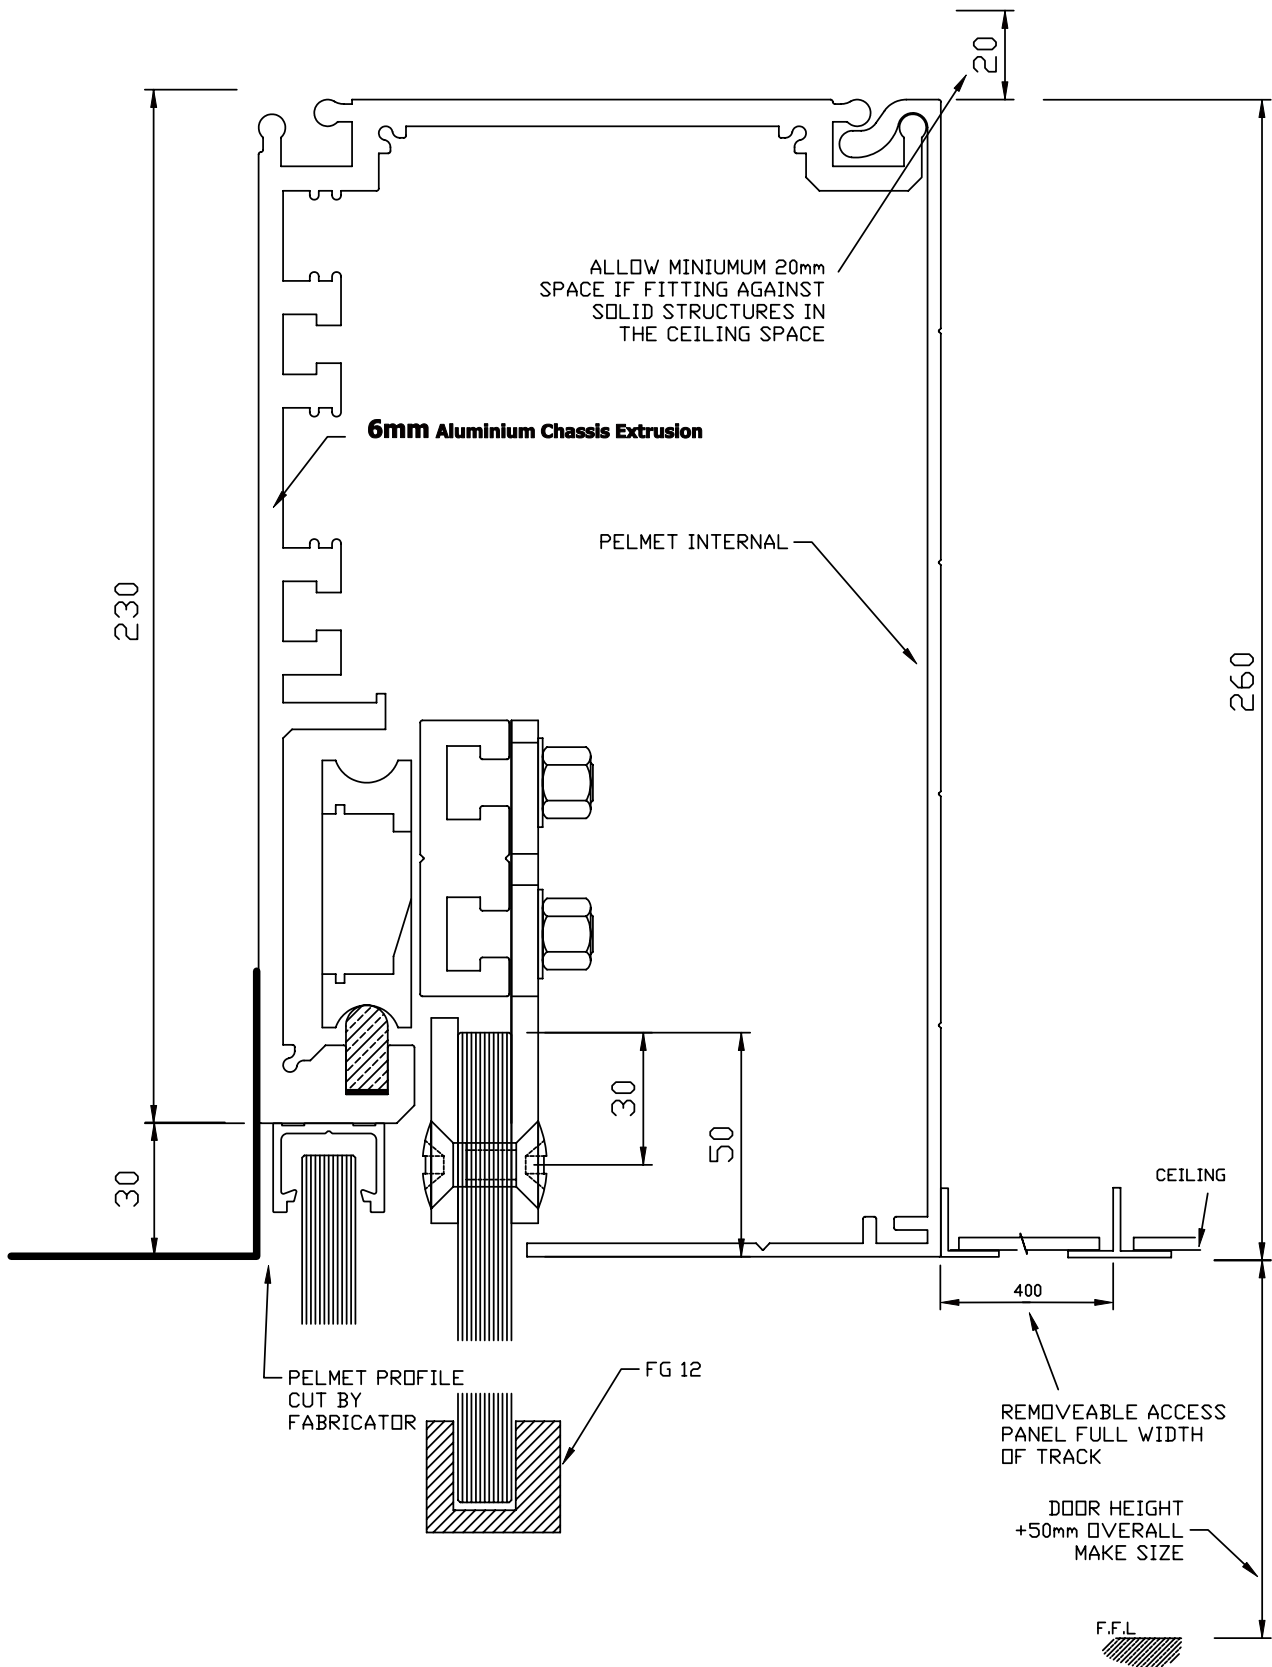 20
ALLOW MINIUMUM 20mm
SPACE IF FITTING AGAINST
SOLID STRUCTURES IN
THE CEILING SPACE
6mm Aluminium Chassis Extrusion
PELMET INTERNAL
230
260
30
50
30
CEILING
400
PELMET PROFILE
CUT BY
FABRICATOR
FG 12
REMOVEABLE ACCESS
PANEL FULL WIDTH
OF TRACK
DOOR HEIGHT
+50mm OVERALL
MAKE SIZE
F.F.L